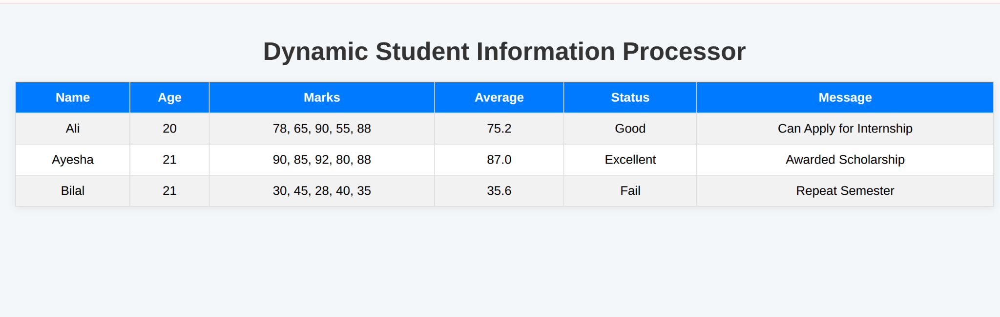 Dynamic Student Information Processor
Name Age Marks Average Status Message
Ali 20 78, 65, 90, 55, 88 75.2 Good Can Apply for Internship
Ayesha 21 90, 85, 92, 80, 88 87.0 Excellent Awarded Scholarship
Bilal 21 30, 45, 28, 40, 35 35.6 Fail Repeat Semester